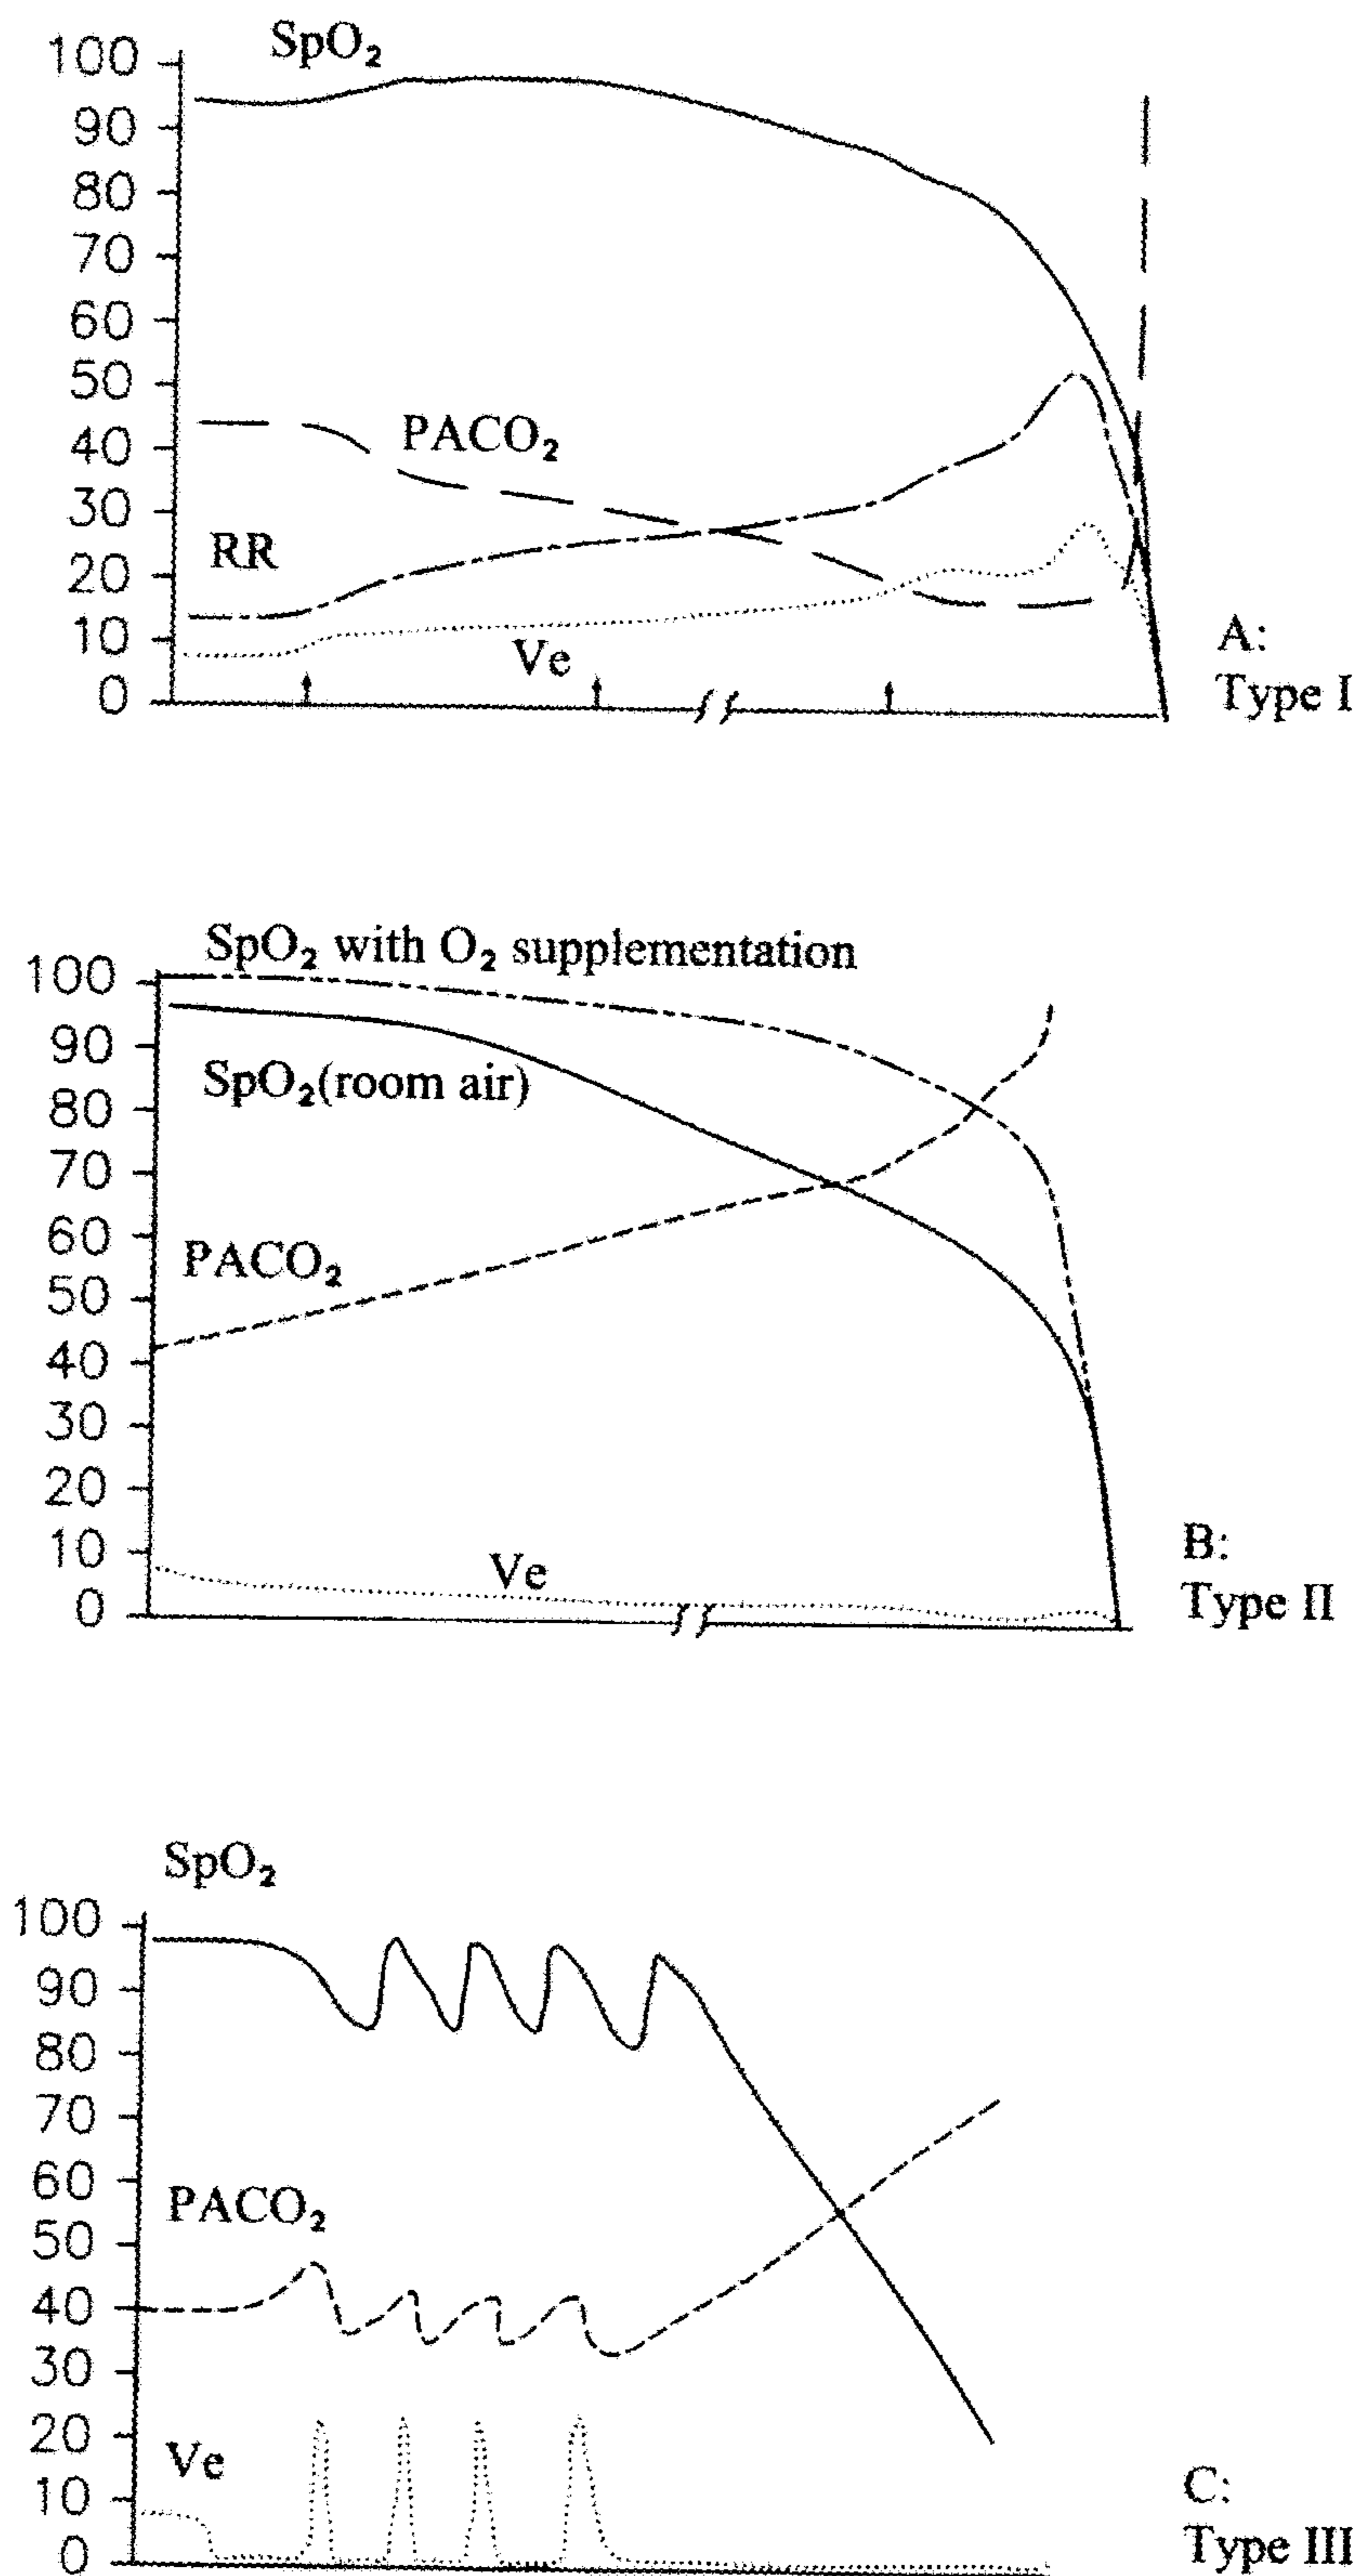 SpO₂
100
90
80
70
60
50
40
30
20
10
0
PACO₂
RR
Ve
A:
Type I
SpO₂ with O₂ supplementation
100
90
80
70
60
50
40
30
20
10
0
SpO₂(room air)
PACO₂
Ve
B:
Type II
SpO₂
100
90
80
70
60
50
40
30
20
10
0
PACO₂
Ve
C:
Type III